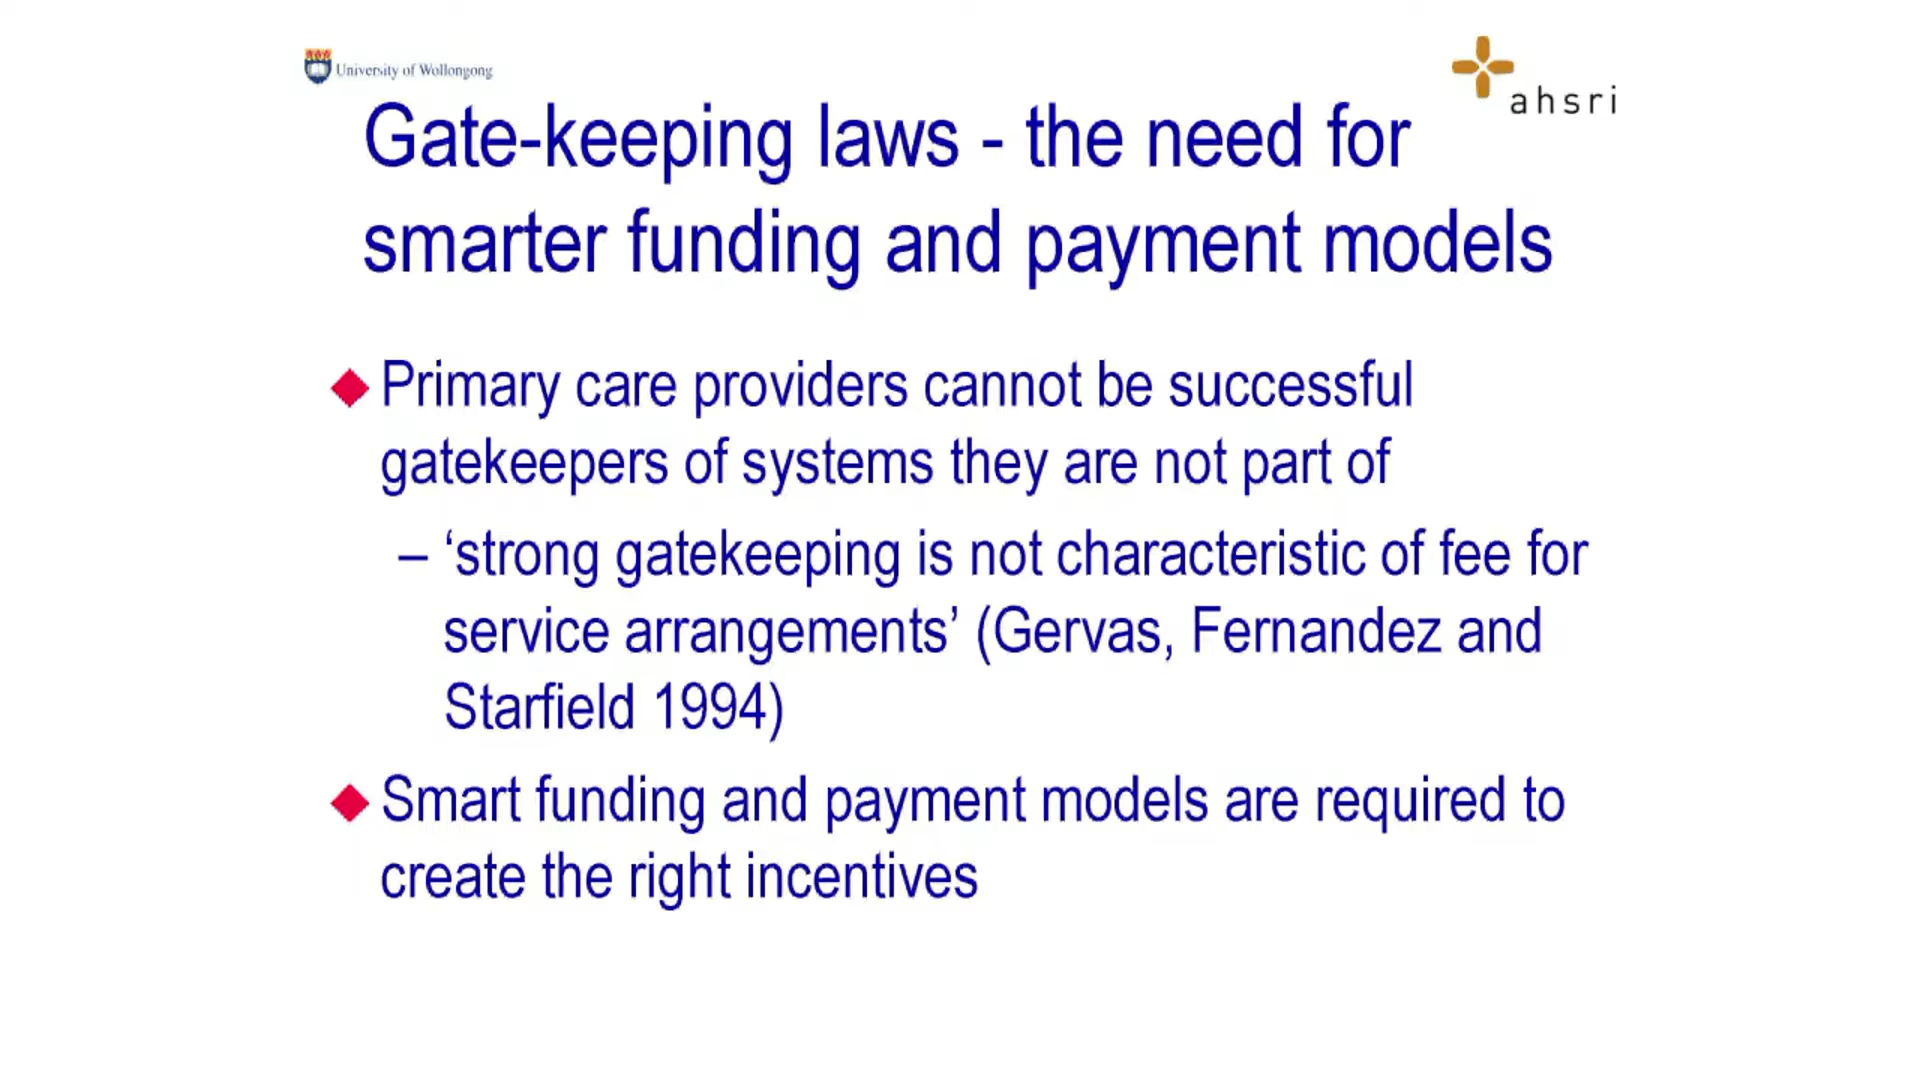 University of Wollongong
ahsri
Gate-keeping laws - the need for
smarter funding and payment models
Primary care providers cannot be successful
gatekeepers of systems they are not part of
– ‘strong gatekeeping is not characteristic of fee for
service arrangements’ (Gervas, Fernandez and
Starfield 1994)
Smart funding and payment models are required to
create the right incentives